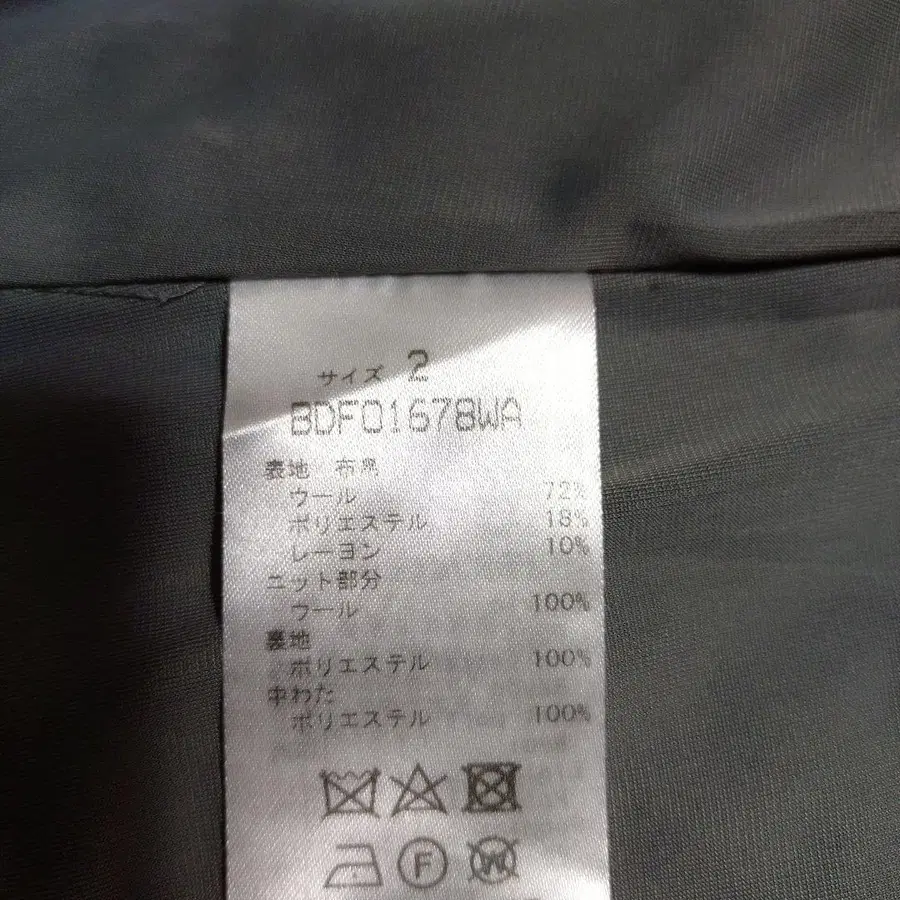 サイズ 2
BDF01678WA
表地 布帛
ウール 72%
ポリエステル 18%
レーヨン 10%
ニット部分
ウール 100%
裏地
ポリエステル 100%
中わた
ポリエステル 100%
F
W